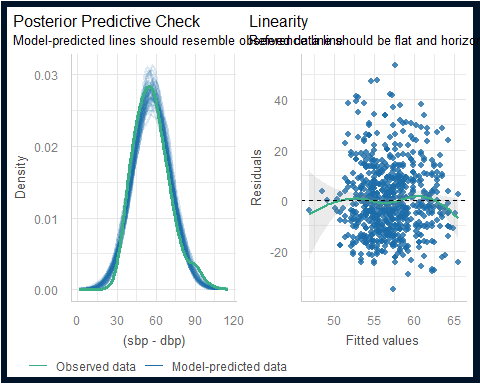 Posterior Predictive Check
Model-predicted lines should resemble observed data line
Linearity
Reference line should be flat and horizo
0.03
0.02
0.01
0.00
Density
0
30
60
90
120
(sbp - dbp)
40
20
0
-20
Residuals
50
55
60
65
Fitted values
Observed data
Model-predicted data